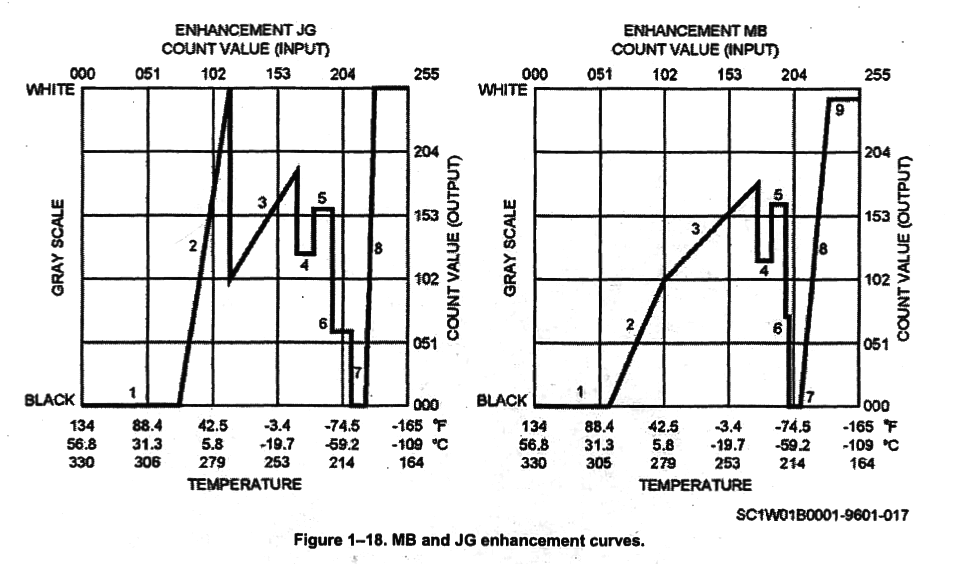 ENHANCEMENT JG
COUNT VALUE (INPUT)
000 051 102 153 204 255
WHITE
204
153
102
051
000
GRAY SCALE
COUNT VALUE (OUTPUT)
1
2
3
4
5
6
7
8
BLACK
134 88.4 42.5 -3.4 -74.5 -165 °F
56.8 31.3 5.8 -19.7 -59.2 -109 °C
330 306 279 253 214 164
TEMPERATURE
ENHANCEMENT MB
COUNT VALUE (INPUT)
000 051 102 153 204 255
WHITE
204
153
102
051
000
GRAY SCALE
COUNT VALUE (OUTPUT)
1
2
3
4
5
6
7
8
9
BLACK
134 88.4 42.5 -3.4 -74.5 -165 °F
56.8 31.3 5.8 -19.7 -59.2 -109 °C
330 305 279 253 214 164
TEMPERATURE
SC1W01B0001-9601-017
Figure 1–18. MB and JG enhancement curves.